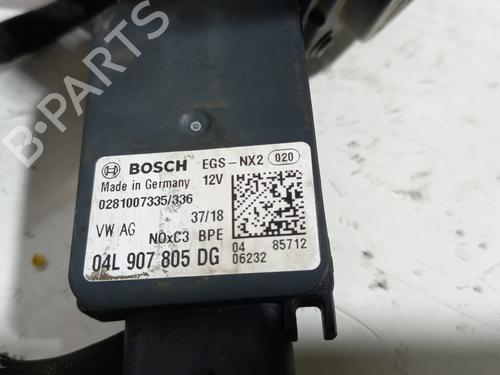 BOSCH EGS-NX2 020
Made in Germany 12V
0281007335/336
37/18
VW AG NOxC3 BPE
04L 907 805 DG
04 85712
06232
B-PARTS